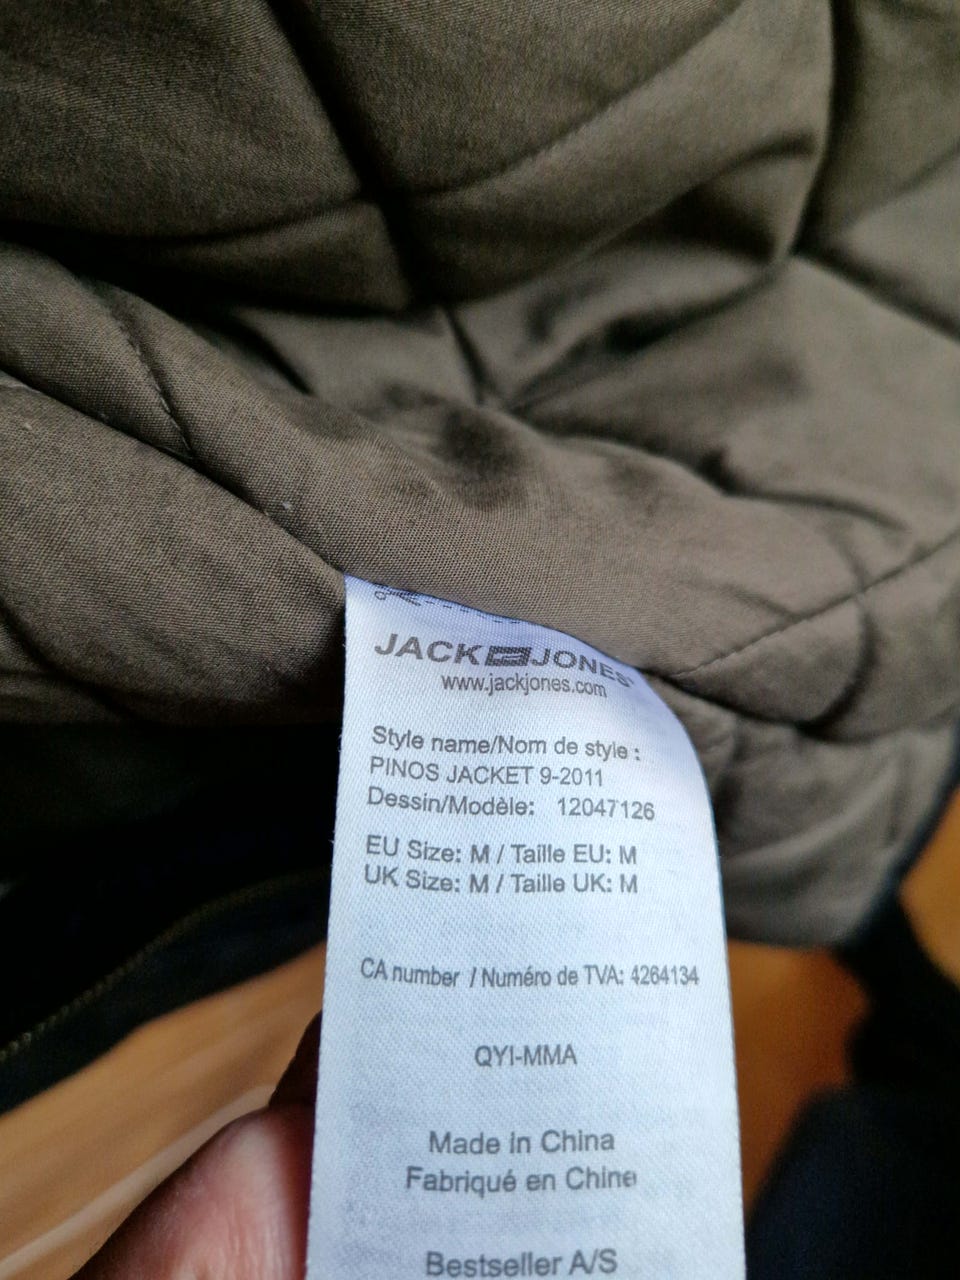 JACK JONES
www.jackjones.com
Style name/Nom de style :
PINOS JACKET 9-2011
Dessin/Modèle: 12047126
EU Size: M / Taille EU: M
UK Size: M / Taille UK: M
CA number / Numéro de TVA: 4264134
QYI-MMA
Made in China
Fabriqué en Chine
Bestseller A/S